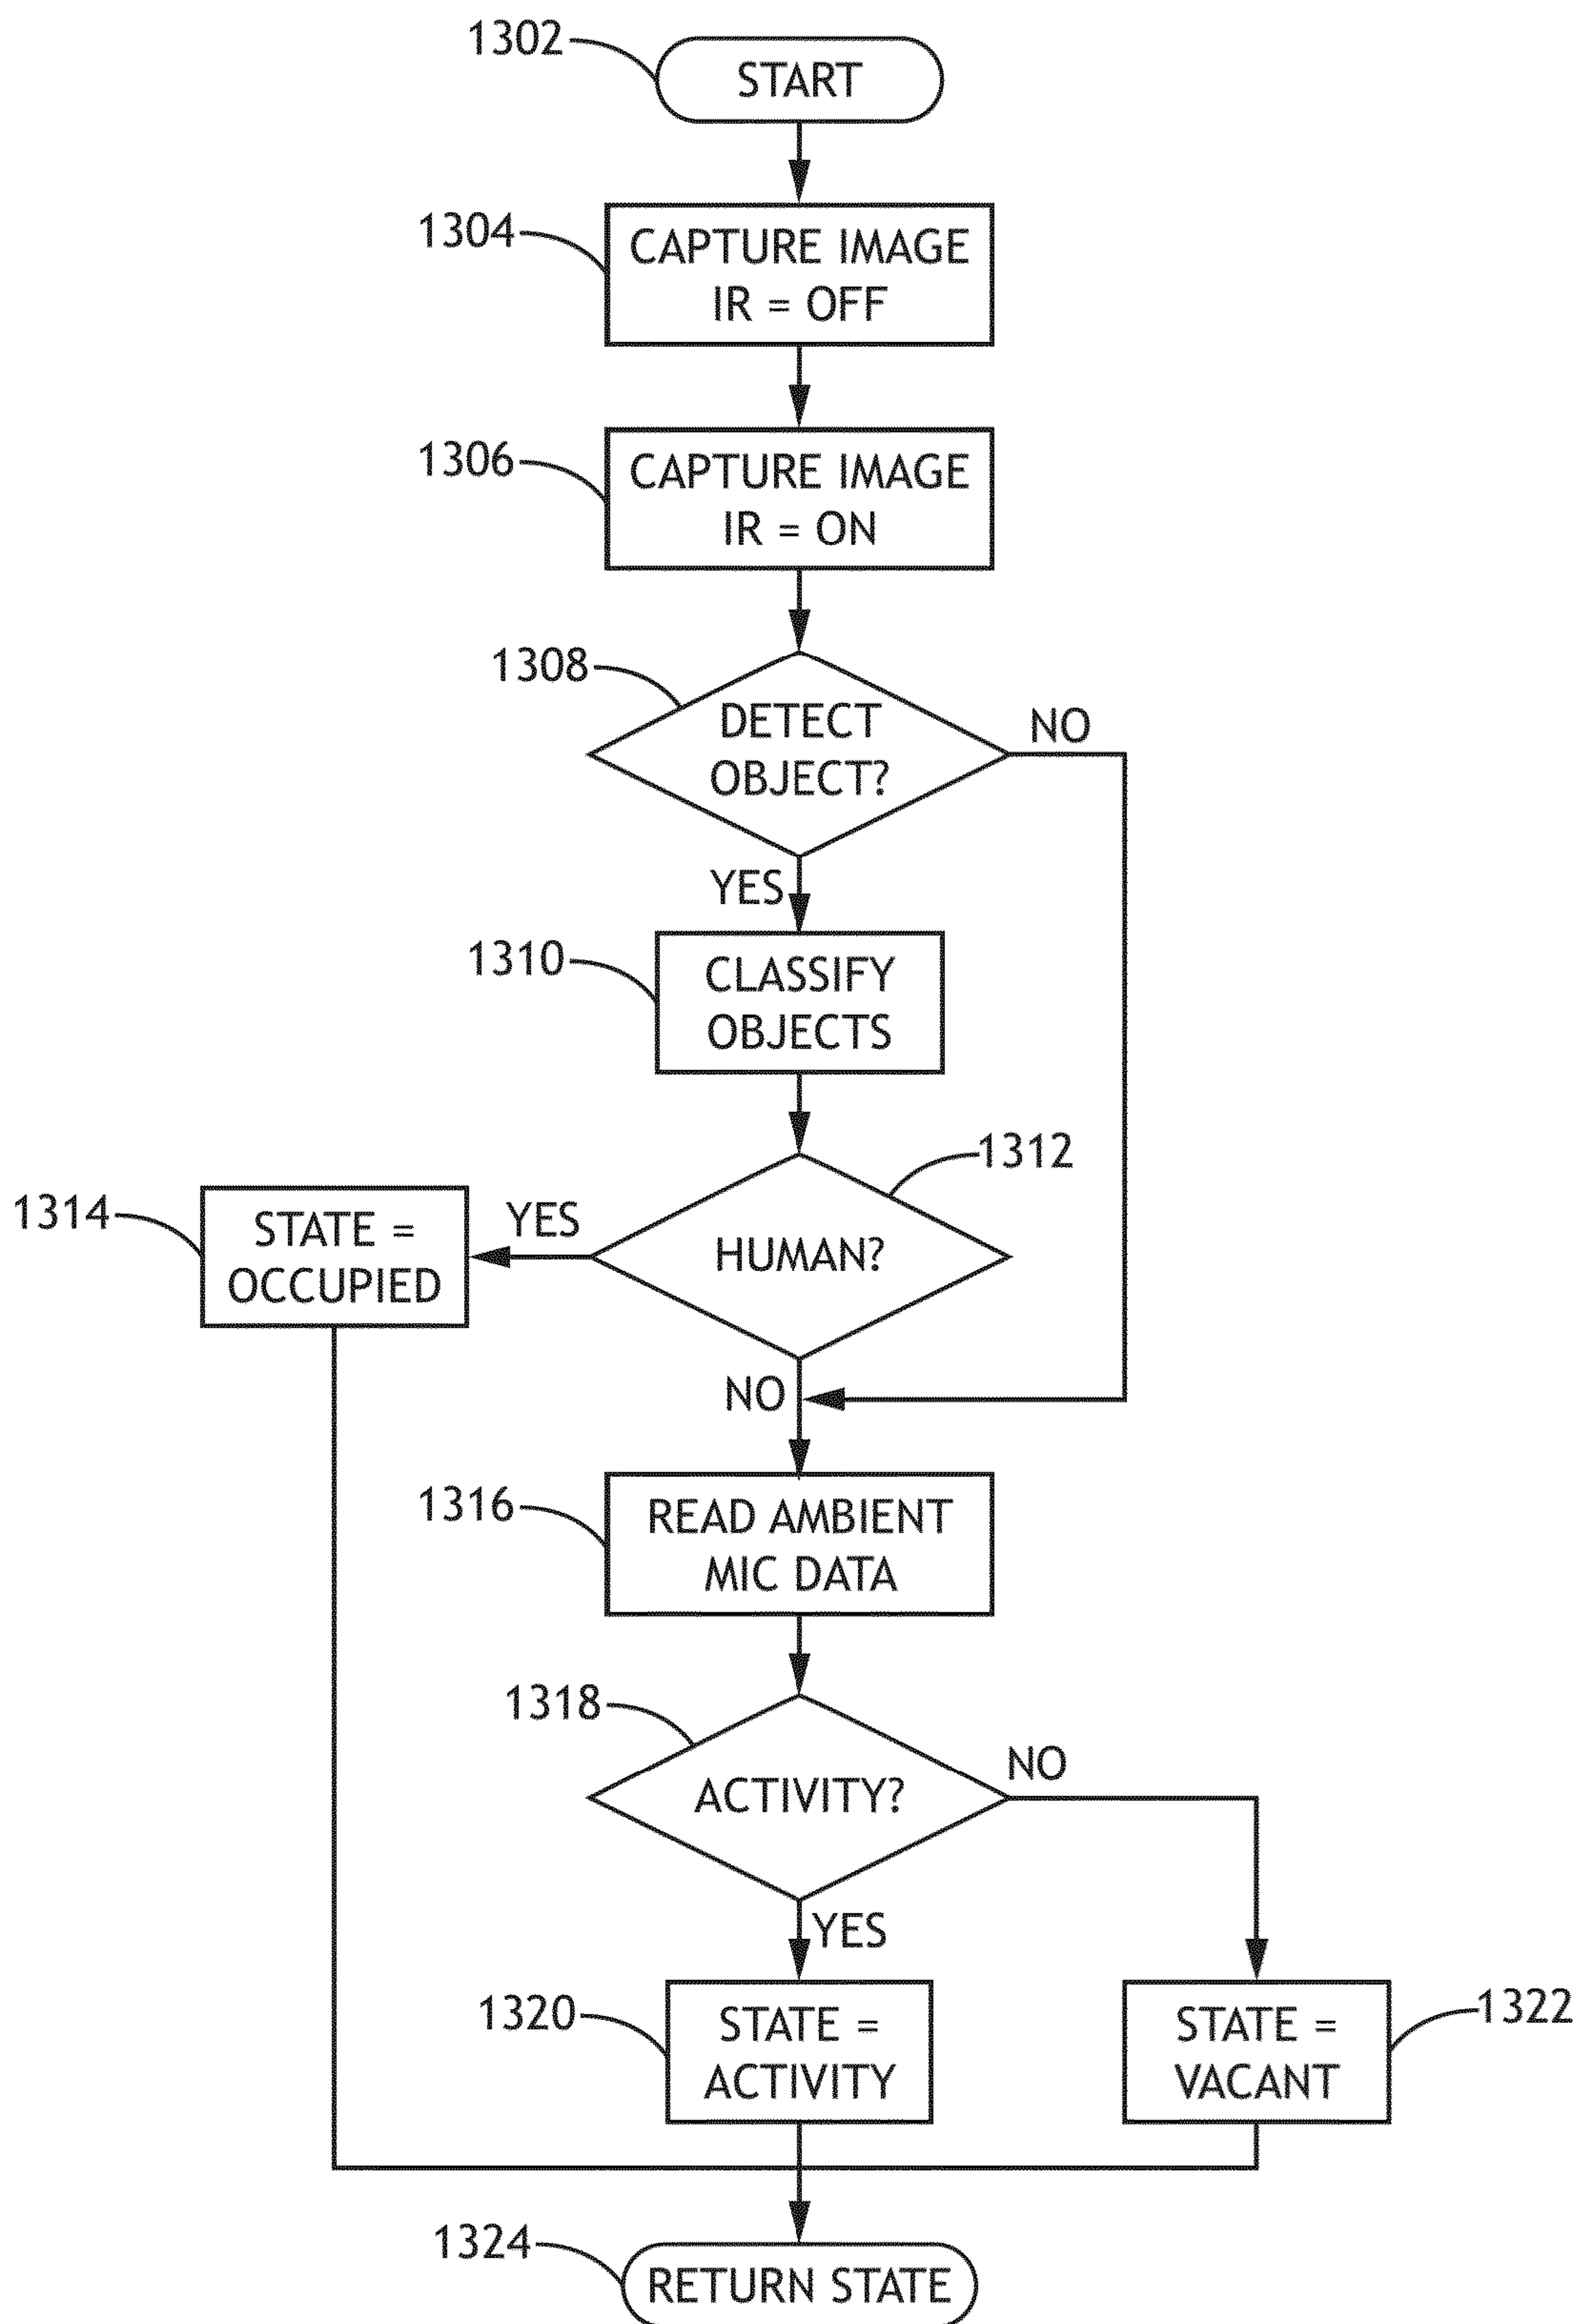 1302
START
1304
CAPTURE IMAGE
IR = OFF
1306
CAPTURE IMAGE
IR = ON
1308
DETECT
OBJECT?
NO
YES
1310
CLASSIFY
OBJECTS
1312
HUMAN?
YES
1314
STATE =
OCCUPIED
NO
1316
READ AMBIENT
MIC DATA
1318
ACTIVITY?
NO
YES
1320
STATE =
ACTIVITY
STATE =
VACANT
1322
1324
RETURN STATE